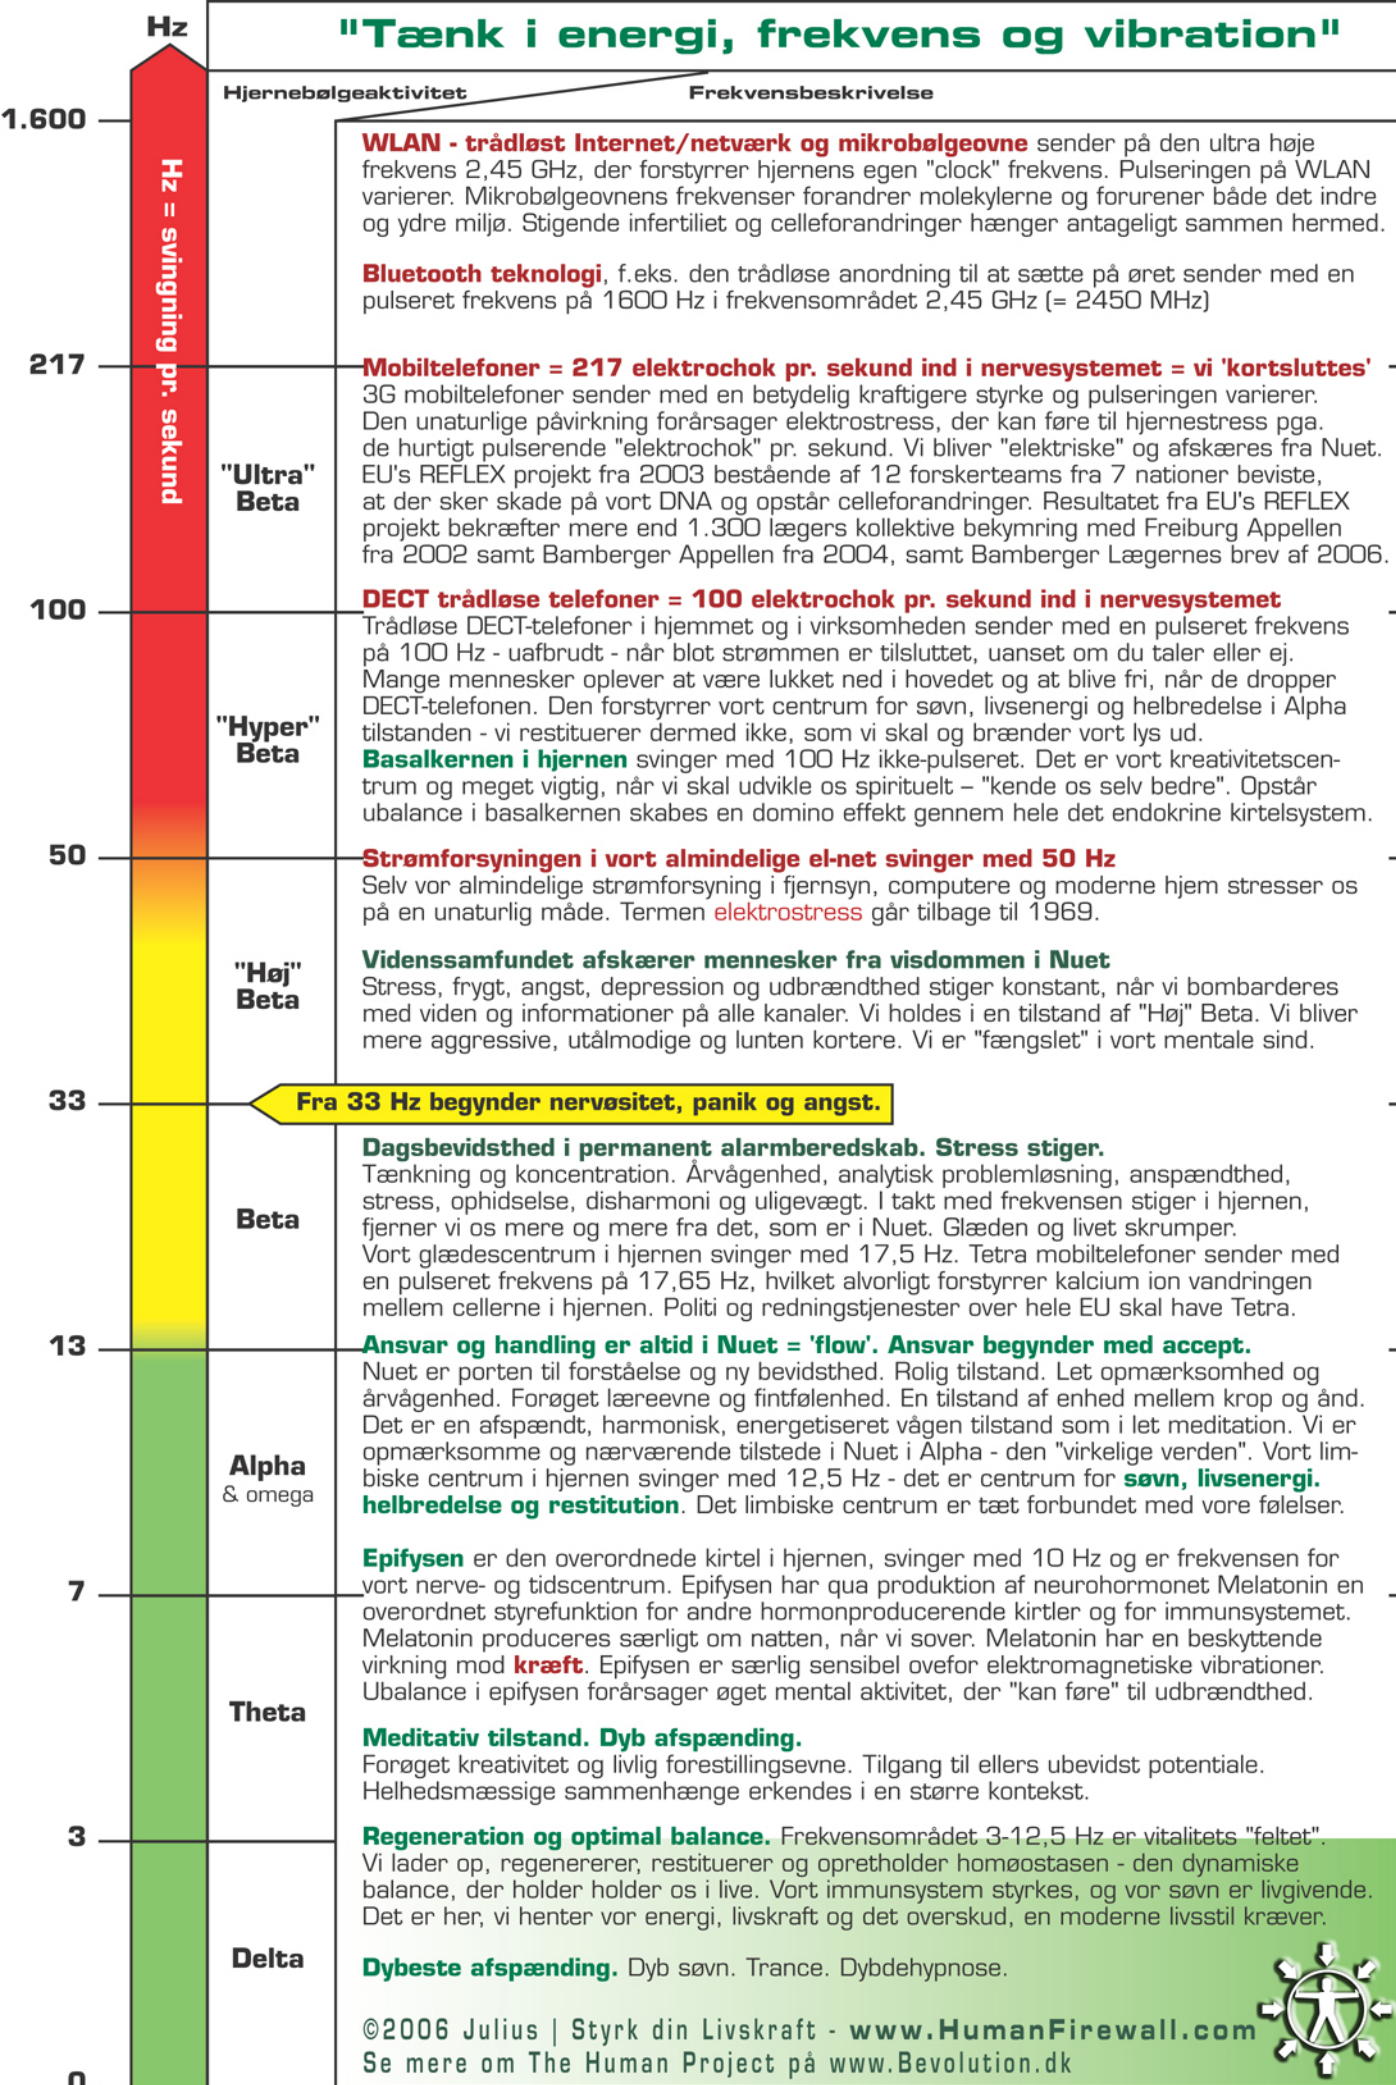 Hz
"Tænk i energi, frekvens og vibration"
Hjernebølgeaktivitet
Frekvensbeskrivelse
1.600
Hz = svingning pr. sekund
WLAN - trådløst Internet/netværk og mikrobølgeovne sender på den ultra høje
frekvens 2,45 GHz, der forstyrrer hjernens egen "clock" frekvens. Pulseringen på WLAN
varierer. Mikrobølgeovnens frekvenser forandrer molekylerne og forurener både det indre
og ydre miljø. Stigende infertiliet og celleforandringer hænger antageligt sammen hermed.
Bluetooth teknologi, f.eks. den trådløse anordning til at sætte på øret sender med en
pulseret frekvens på 1600 Hz i frekvensområdet 2,45 GHz (= 2450 MHz)
217
Mobiltelefoner = 217 elektrochok pr. sekund ind i nervesystemet = vi 'kortsluttes'
3G mobiltelefoner sender med en betydelig kraftigere styrke og pulseringen varierer.
Den unaturlige påvirkning forårsager elektrostress, der kan føre til hjernestress pga.
de hurtigt pulserende "elektrochok" pr. sekund. Vi bliver "elektriske" og afskæres fra Nuet.
EU's REFLEX projekt fra 2003 bestående af 12 forskerteams fra 7 nationer beviste,
at der sker skade på vort DNA og opstår celleforandringer. Resultatet fra EU's REFLEX
projekt bekræfter mere end 1.300 lægers kollektive bekymring med Freiburg Appellen
fra 2002 samt Bamberger Appellen fra 2004, samt Bamberger Lægernes brev af 2006.
"Ultra"
Beta
100
DECT trådløse telefoner = 100 elektrochok pr. sekund ind i nervesystemet
Trådløse DECT-telefoner i hjemmet og i virksomheden sender med en pulseret frekvens
på 100 Hz - uafbrudt - når blot strømmen er tilsluttet, uanset om du taler eller ej.
Mange mennesker oplever at være lukket ned i hovedet og at blive fri, når de dropper
DECT-telefonen. Den forstyrrer vort centrum for søvn, livsenergi og helbredelse i Alpha
tilstanden - vi restituerer dermed ikke, som vi skal og brænder vort lys ud.
"Hyper"
Beta
Basalkernen i hjernen svinger med 100 Hz ikke-pulseret. Det er vort kreativitetscen-
trum og meget vigtig, når vi skal udvikle os spirituelt – "kende os selv bedre". Opstår
ubalance i basalkernen skabes en domino effekt gennem hele det endokrine kirtelsystem.
50
Strømforsyningen i vort almindelige el-net svinger med 50 Hz
Selv vor almindelige strømforsyning i fjernsyn, computere og moderne hjem stresser os
på en unaturlig måde. Termen elektrostress går tilbage til 1969.
"Høj"
Beta
Videnssamfundet afskærer mennesker fra visdommen i Nuet
Stress, frygt, angst, depression og udbrændthed stiger konstant, når vi bombarderes
med viden og informationer på alle kanaler. Vi holdes i en tilstand af "Høj" Beta. Vi bliver
mere aggressive, utålmodige og lunten kortere. Vi er "fængslet" i vort mentale sind.
33
Fra 33 Hz begynder nervøsitet, panik og angst.
Dagsbevidsthed i permanent alarmberedskab. Stress stiger.
Tænkning og koncentration. Årvågenhed, analytisk problemløsning, anspændthed,
stress, ophidselse, disharmoni og uligevægt. I takt med frekvensen stiger i hjernen,
fjerner vi os mere og mere fra det, som er i Nuet. Glæden og livet skrumper.
Vort glædescentrum i hjernen svinger med 17,5 Hz. Tetra mobiltelefoner sender med
en pulseret frekvens på 17,65 Hz, hvilket alvorligt forstyrrer kalcium ion vandringen
mellem cellerne i hjernen. Politi og redningstjenester over hele EU skal have Tetra.
Beta
13
Ansvar og handling er altid i Nuet = 'flow'. Ansvar begynder med accept.
Nuet er porten til forståelse og ny bevidsthed. Rolig tilstand. Let opmærksomhed og
årvågenhed. Forøget læreevne og fintfølenhed. En tilstand af enhed mellem krop og ånd.
Det er en afspændt, harmonisk, energetiseret vågen tilstand som i let meditation. Vi er
opmærksomme og nærværende tilstede i Nuet i Alpha - den "virkelige verden". Vort lim-
biske centrum i hjernen svinger med 12,5 Hz - det er centrum for søvn, livsenergi.
helbredelse og restitution. Det limbiske centrum er tæt forbundet med vore følelser.
Alpha
& omega
Epifysen er den overordnede kirtel i hjernen, svinger med 10 Hz og er frekvensen for
vort nerve- og tidscentrum. Epifysen har qua produktion af neurohormonet Melatonin en
overordnet styrefunktion for andre hormonproducerende kirtler og for immunsystemet.
Melatonin produceres særligt om natten, når vi sover. Melatonin har en beskyttende
virkning mod kræft. Epifysen er særlig sensibel ovefor elektromagnetiske vibrationer.
Ubalance i epifysen forårsager øget mental aktivitet, der "kan føre" til udbrændthed.
7
Theta
Meditativ tilstand. Dyb afspænding.
Forøget kreativitet og livlig forestillingsevne. Tilgang til ellers ubevidst potentiale.
Helhedsmæssige sammenhænge erkendes i en større kontekst.
3
Regeneration og optimal balance. Frekvensområdet 3-12,5 Hz er vitalitets "feltet".
Vi lader op, regenererer, restituerer og opretholder homøostasen - den dynamiske
balance, der holder holder os i live. Vort immunsystem styrkes, og vor søvn er livgivende.
Det er her, vi henter vor energi, livskraft og det overskud, en moderne livsstil kræver.
Delta
Dybeste afspænding. Dyb søvn. Trance. Dybdehypnose.
©2006 Julius | Styrk din Livskraft - www.HumanFirewall.com
Se mere om The Human Project på www.Bevolution.dk
0